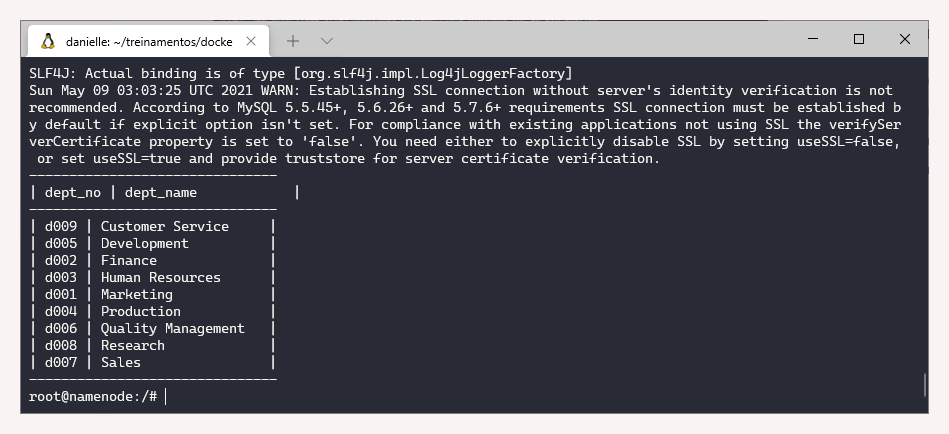 danielle: ~/treinamentos/docke
SLF4J: Actual binding is of type [org.slf4j.impl.Log4jLoggerFactory]
Sun May 09 03:03:25 UTC 2021 WARN: Establishing SSL connection without server's identity verification is not
recommended. According to MySQL 5.5.45+, 5.6.26+ and 5.7.6+ requirements SSL connection must be established b
y default if explicit option isn't set. For compliance with existing applications not using SSL the verifySer
verCertificate property is set to 'false'. You need either to explicitly disable SSL by setting useSSL=false,
 or set useSSL=true and provide truststore for server certificate verification.
-------------------------------
| dept_no | dept_name            |
-------------------------------
| d009 | Customer Service     |
| d005 | Development          |
| d002 | Finance              |
| d003 | Human Resources      |
| d001 | Marketing            |
| d004 | Production           |
| d006 | Quality Management   |
| d008 | Research             |
| d007 | Sales                |
-------------------------------
root@namenode:/#